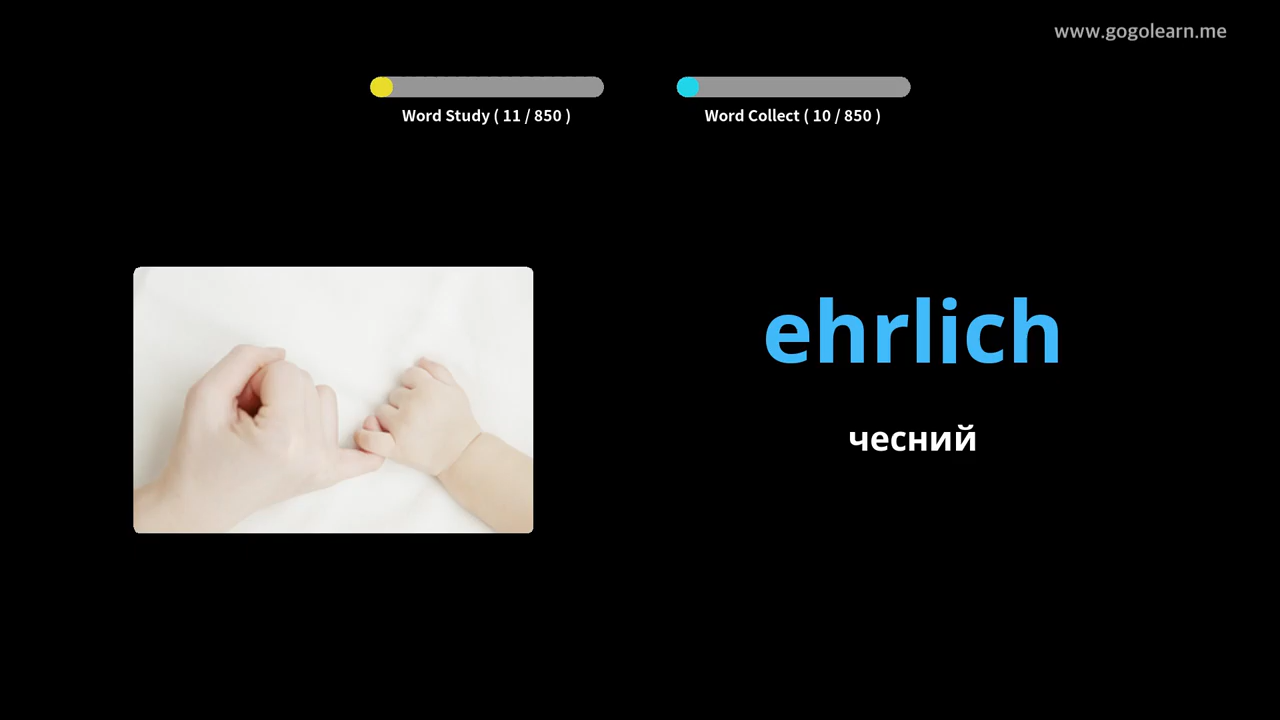 www.gogolearn.me
Word Study ( 11 / 850 )
Word Collect ( 10 / 850 )
ehrlich
чесний